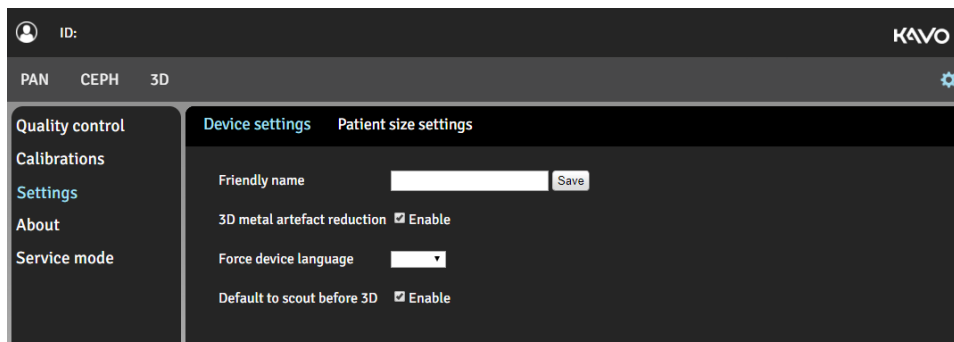 ID:
KAVO
PAN CEPH 3D
Quality control
Calibrations
Settings
About
Service mode
Device settings Patient size settings
Friendly name Save
3D metal artefact reduction Enable
Force device language
Default to scout before 3D Enable